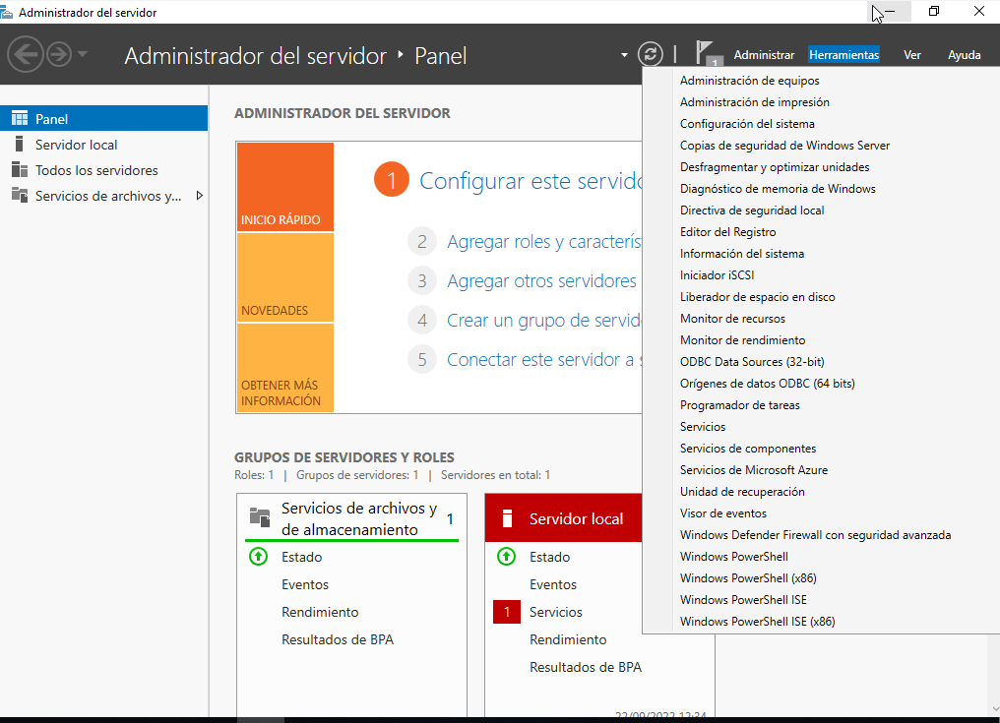 Administrador del servidor
Administrador del servidor ‣ Panel
1
Administrar
Herramientas
Ver
Ayuda
Panel
Servidor local
Todos los servidores
Servicios de archivos y...
ADMINISTRADOR DEL SERVIDOR
INICIO RÁPIDO
NOVEDADES
OBTENER MÁS
INFORMACIÓN
1 Configurar este servido
2 Agregar roles y caracterís
3 Agregar otros servidores
4 Crear un grupo de servid
5 Conectar este servidor a s
GRUPOS DE SERVIDORES Y ROLES
Roles: 1 | Grupos de servidores: 1 | Servidores en total: 1
Servicios de archivos y
de almacenamiento
1
Estado
Eventos
Rendimiento
Resultados de BPA
Servidor local
Estado
Eventos
1 Servicios
Rendimiento
Resultados de BPA
22/09/2022 12:34
Administración de equipos
Administración de impresión
Configuración del sistema
Copias de seguridad de Windows Server
Desfragmentar y optimizar unidades
Diagnóstico de memoria de Windows
Directiva de seguridad local
Editor del Registro
Información del sistema
Iniciador iSCSI
Liberador de espacio en disco
Monitor de recursos
Monitor de rendimiento
ODBC Data Sources (32-bit)
Orígenes de datos ODBC (64 bits)
Programador de tareas
Servicios
Servicios de componentes
Servicios de Microsoft Azure
Unidad de recuperación
Visor de eventos
Windows Defender Firewall con seguridad avanzada
Windows PowerShell
Windows PowerShell (x86)
Windows PowerShell ISE
Windows PowerShell ISE (x86)